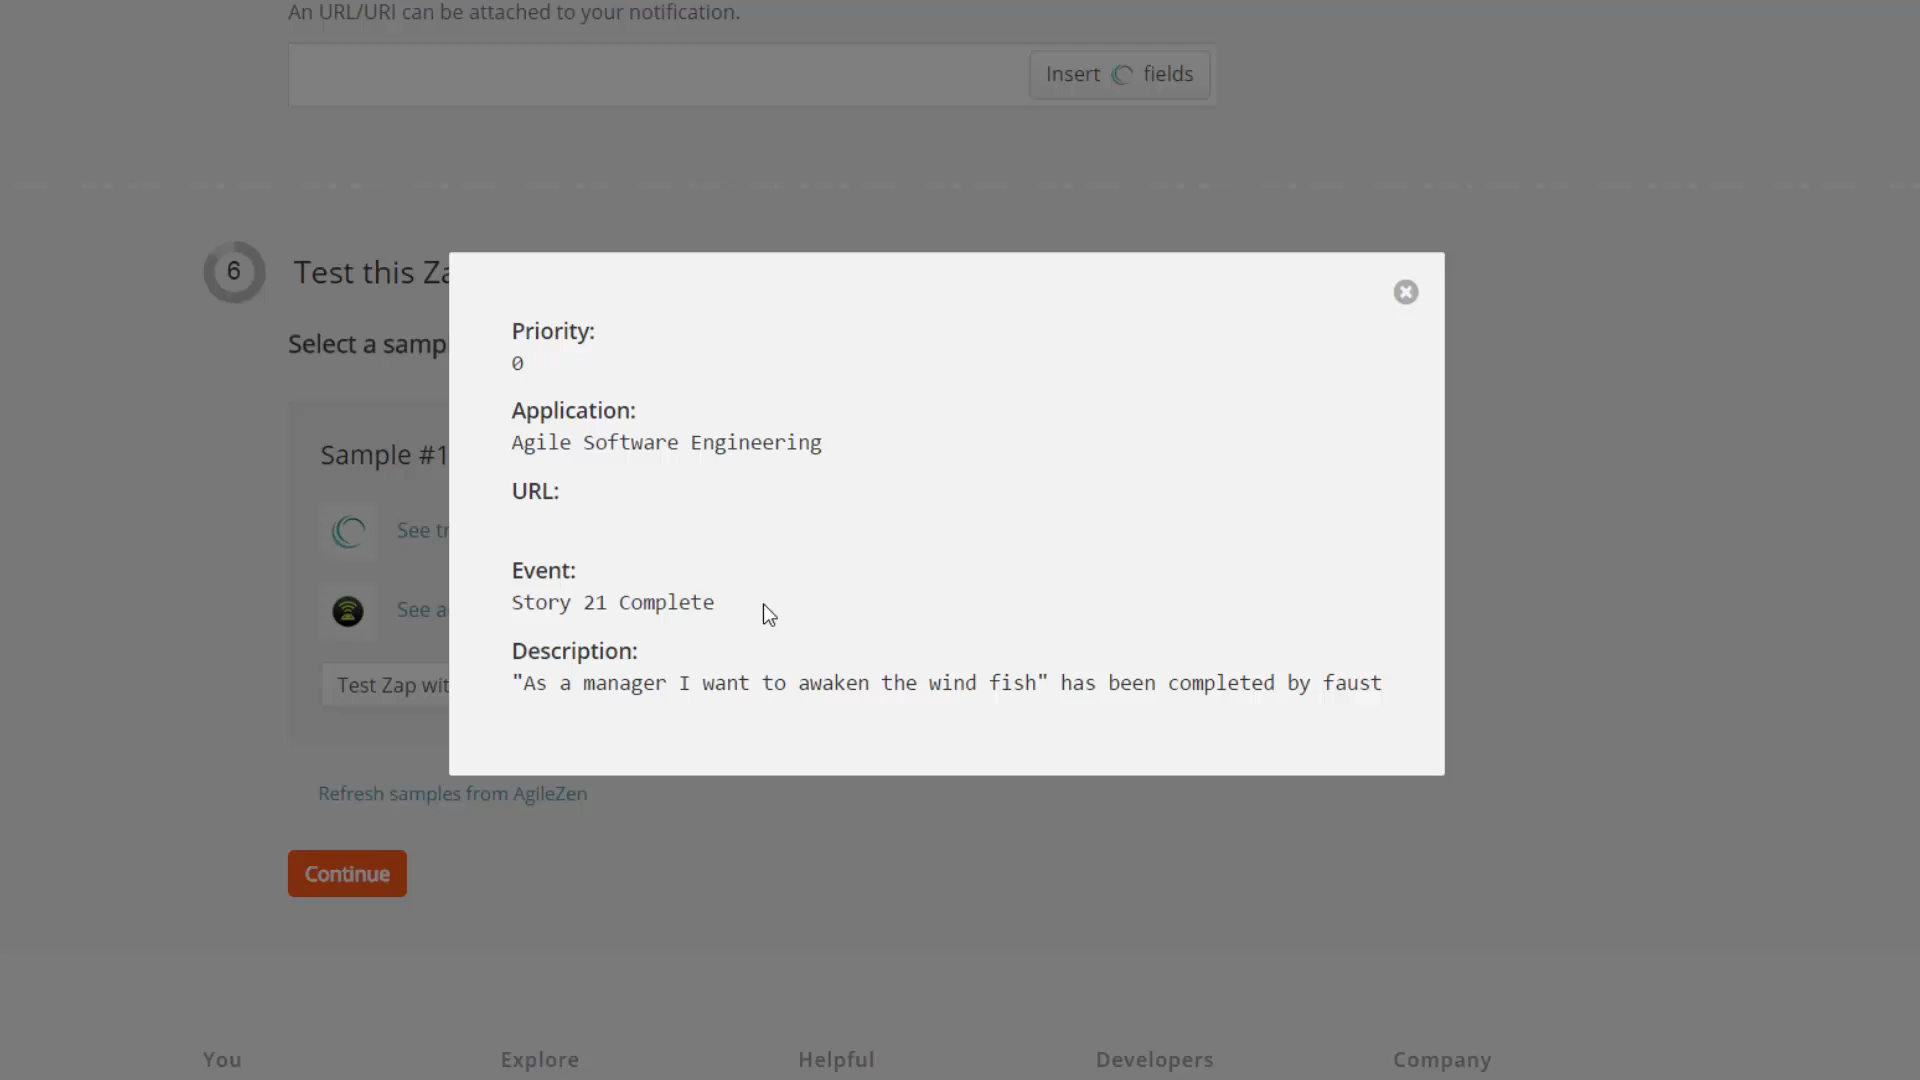 An URL/URI can be attached to your notification.
Insert fields
6
Test this Za
Select a samp
Sample #1
See tr
See a
Test Zap wit
Priority:
0
Application:
Agile Software Engineering
URL:
Event:
Story 21 Complete
Description:
"As a manager I want to awaken the wind fish" has been completed by faust
Refresh samples from AgileZen
Continue
You Explore Helpful Developers Company